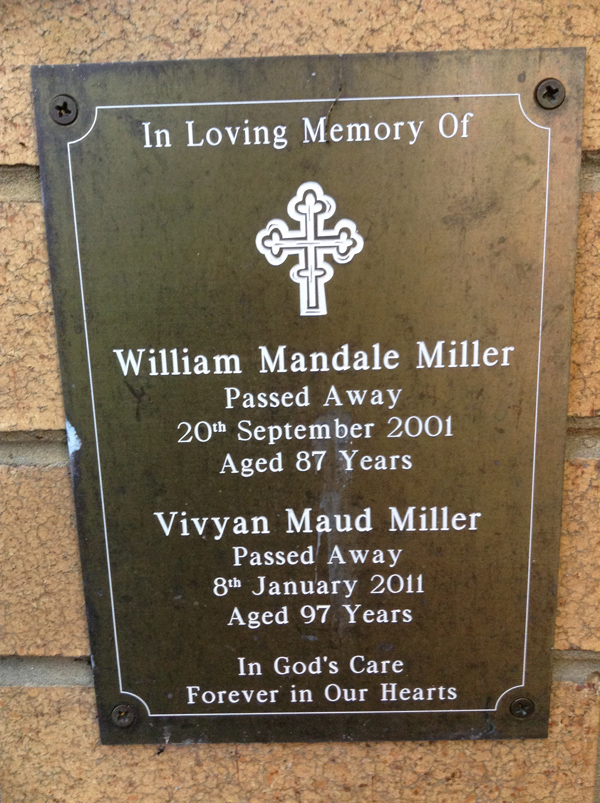 In Loving Memory Of
William Mandale Miller
Passed Away
20th September 2001
Aged 87 Years
Vivyan Maud Miller
Passed Away
8th January 2011
Aged 97 Years
In God's Care
Forever in Our Hearts